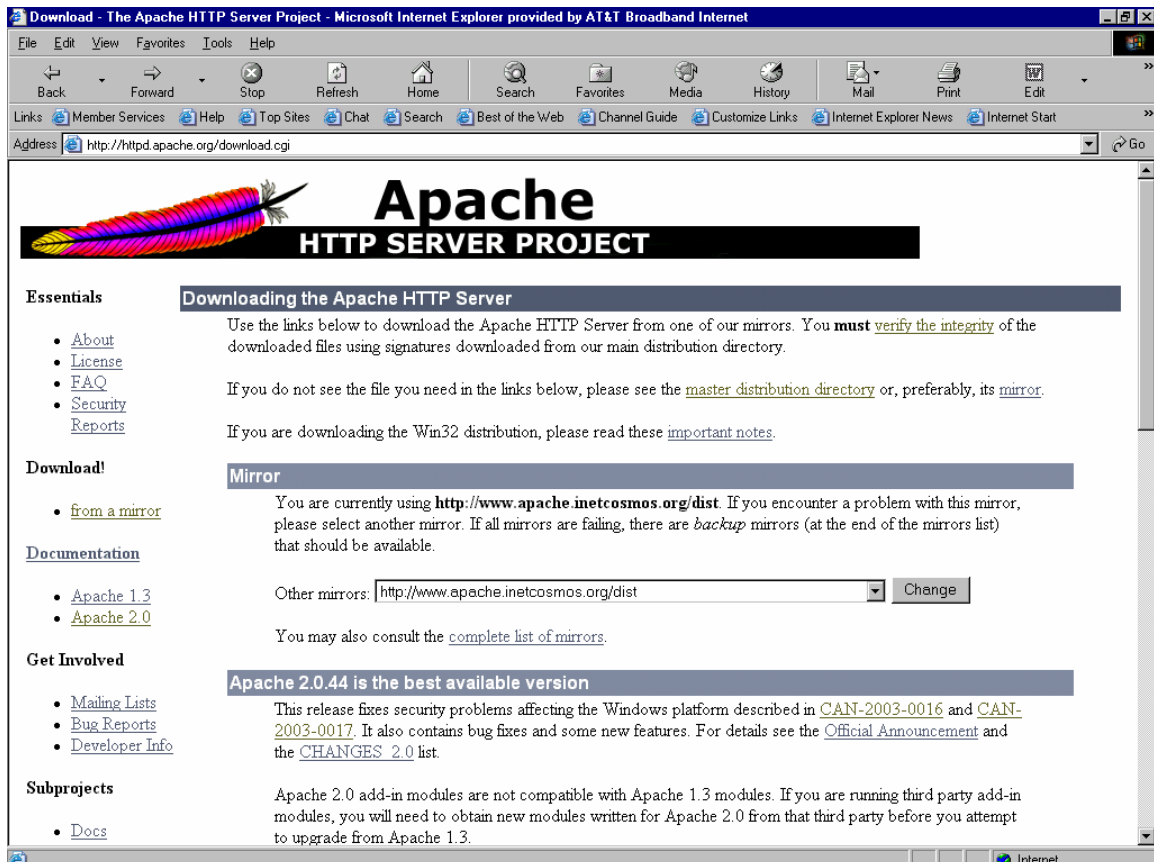 Download - The Apache HTTP Server Project - Microsoft Internet Explorer provided by AT&T Broadband Internet
File Edit View Favorites Tools Help
Back Forward Stop Refresh Home Search Favorites Media History Mail Print Edit
Links Member Services Help Top Sites Chat Search Best of the Web Channel Guide Customize Links Internet Explorer News Internet Start
Address http://httpd.apache.org/download.cgi Go
Apache
HTTP SERVER PROJECT
Essentials
About
License
FAQ
Security
Reports
Download!
from a mirror
Documentation
Apache 1.3
Apache 2.0
Get Involved
Mailing Lists
Bug Reports
Developer Info
Subprojects
Docs
Downloading the Apache HTTP Server
Use the links below to download the Apache HTTP Server from one of our mirrors. You must verify the integrity of the
downloaded files using signatures downloaded from our main distribution directory.
If you do not see the file you need in the links below, please see the master distribution directory or, preferably, its mirror.
If you are downloading the Win32 distribution, please read these important notes.
Mirror
You are currently using http://www.apache.inetcosmos.org/dist. If you encounter a problem with this mirror,
please select another mirror. If all mirrors are failing, there are backup mirrors (at the end of the mirrors list)
that should be available.
Other mirrors: http://www.apache.inetcosmos.org/dist Change
You may also consult the complete list of mirrors.
Apache 2.0.44 is the best available version
This release fixes security problems affecting the Windows platform described in CAN-2003-0016 and CAN-
2003-0017. It also contains bug fixes and some new features. For details see the Official Announcement and
the CHANGES_2.0 list.
Apache 2.0 add-in modules are not compatible with Apache 1.3 modules. If you are running third party add-in
modules, you will need to obtain new modules written for Apache 2.0 from that third party before you attempt
to upgrade from Apache 1.3.
Internet